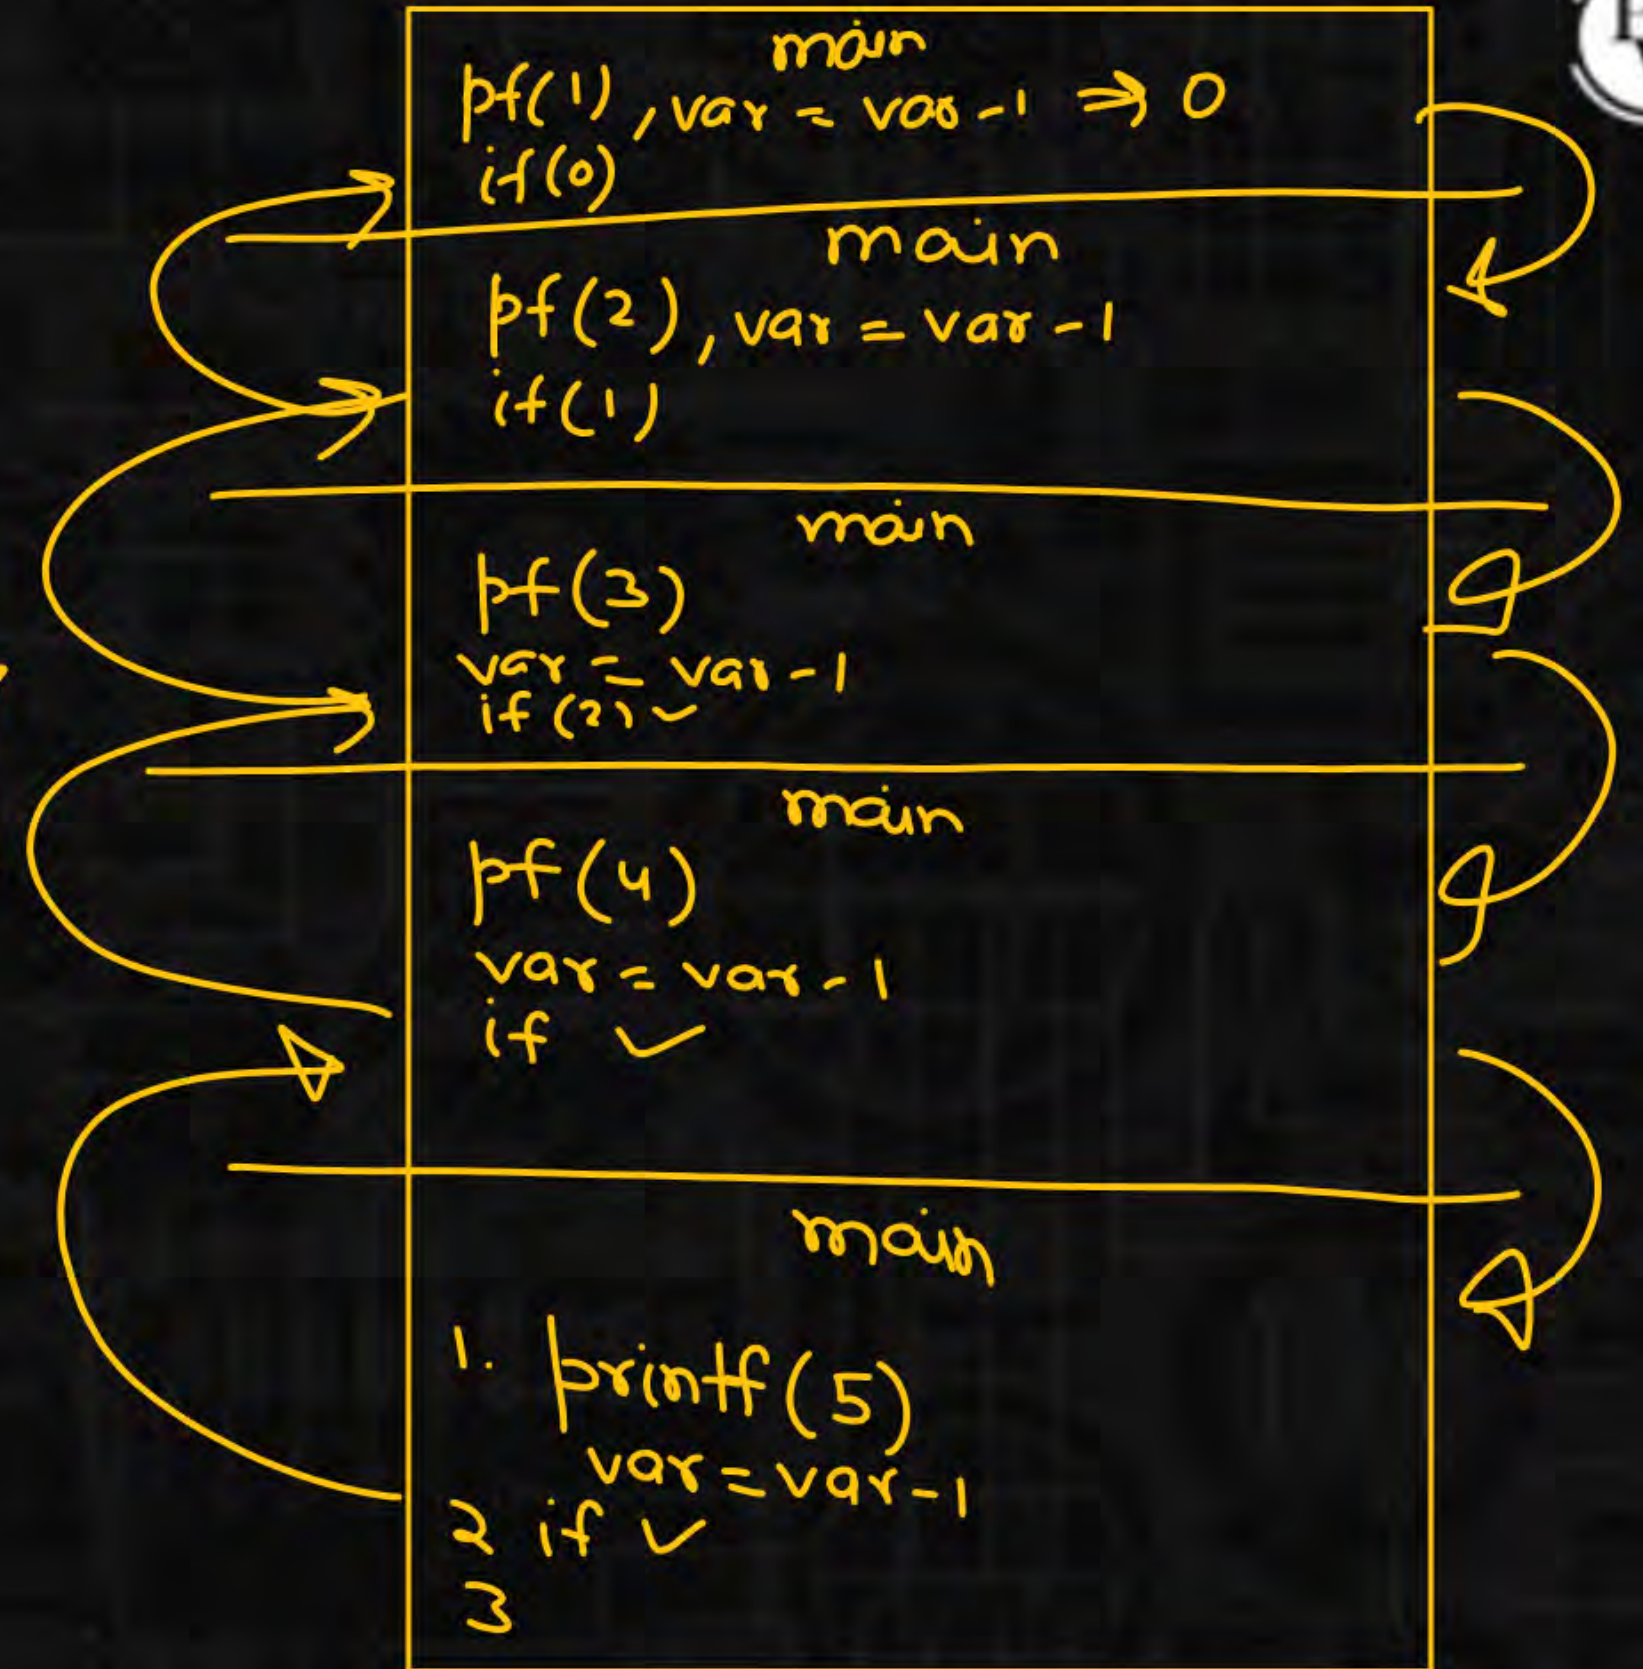 main
pf(1), var = var-1 ⇒ 0
if(0)
main
pf(2), var = var-1
if(1)
main
pf(3)
var = var-1
if (2) ✓
main
pf(4)
var = var-1
if ✓
main
1. printf(5)
var = var-1
2 if ✓
3